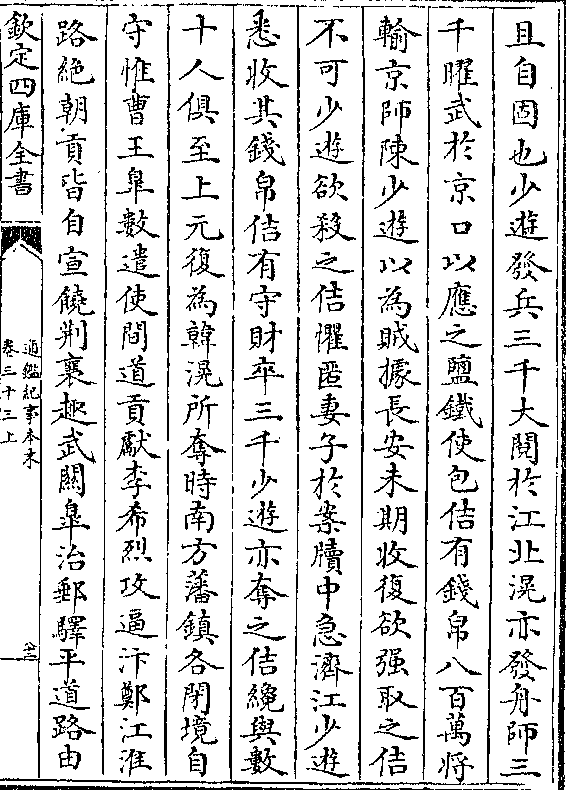 且自固也少遊發兵三千大閱於江北滉亦發舟師三
千曜武於京口以應之鹽鐵使包佶有錢帛八百萬將
輸京師陳少遊以為賊據長安未期收復欲强取之佶
不可少遊欲殺之佶懼匿妻子於案牘中急濟江少遊
悉收其錢帛佶有守財卒三千少遊亦奪之佶纔與數
十人俱至上元復為韓滉所奪時南方藩鎮各閉境自
守惟曹王臯數遣使間道貢獻李希烈攻逼汴鄭江淮
路絶朝貢皆自宣饒荆襄趣武關臯治郵驛平道路由
欽定四庫全書
通鑑紀事本末
卷三十三上